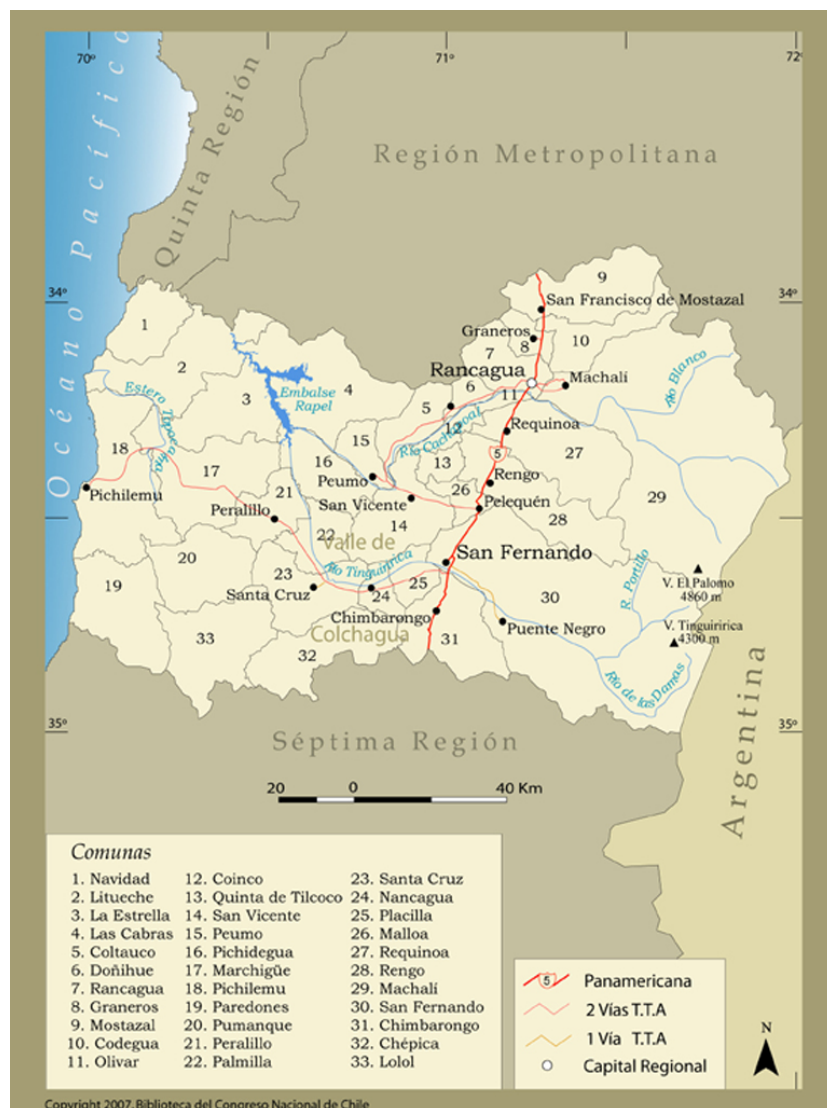 70º
71º
72º
Océano Pacífico
Quinta Región
Región Metropolitana
34º
34º
9
San Francisco de Mostazal
1
Graneros
8
10
7
2
Rancagua
Machalí
Río Blanco
6
Estero Topocalma
3
Embalse
Rapel
4
11
5
12
Río Cachapoal
Requinoa
18
15
5
27
17
16
13
Rengo
Peumo
26
29
Pichilemu
21
San Vicente
Pelequén
Peralillo
14
28
22
Valle de
20
San Fernando
Río Tinguiririca
R. Portillo
19
23
25
V. El Palomo
4860 m
Santa Cruz
24
30
Chimbarongo
Puente Negro
V. Tinguiririca
4300 m
33
Colchagua
31
32
Río de las Damas
35º
35º
Séptima Región
Argentina
20
0
40 Km
Comunas
1. Navidad
2. Litueche
3. La Estrella
4. Las Cabras
5. Coltauco
6. Doñihue
7. Rancagua
8. Graneros
9. Mostazal
10. Codegua
11. Olivar
12. Coinco
13. Quinta de Tilcoco
14. San Vicente
15. Peumo
16. Pichidegua
17. Marchigüe
18. Pichilemu
19. Paredones
20. Pumanque
21. Peralillo
22. Palmilla
23. Santa Cruz
24. Nancagua
25. Placilla
26. Malloa
27. Requinoa
28. Rengo
29. Machalí
30. San Fernando
31. Chimbarongo
32. Chépica
33. Lolol
5
Panamericana
2 Vías T.T.A
1 Vía T.T.A
Capital Regional
N
Copyright 2007, Biblioteca del Congreso Nacional de Chile